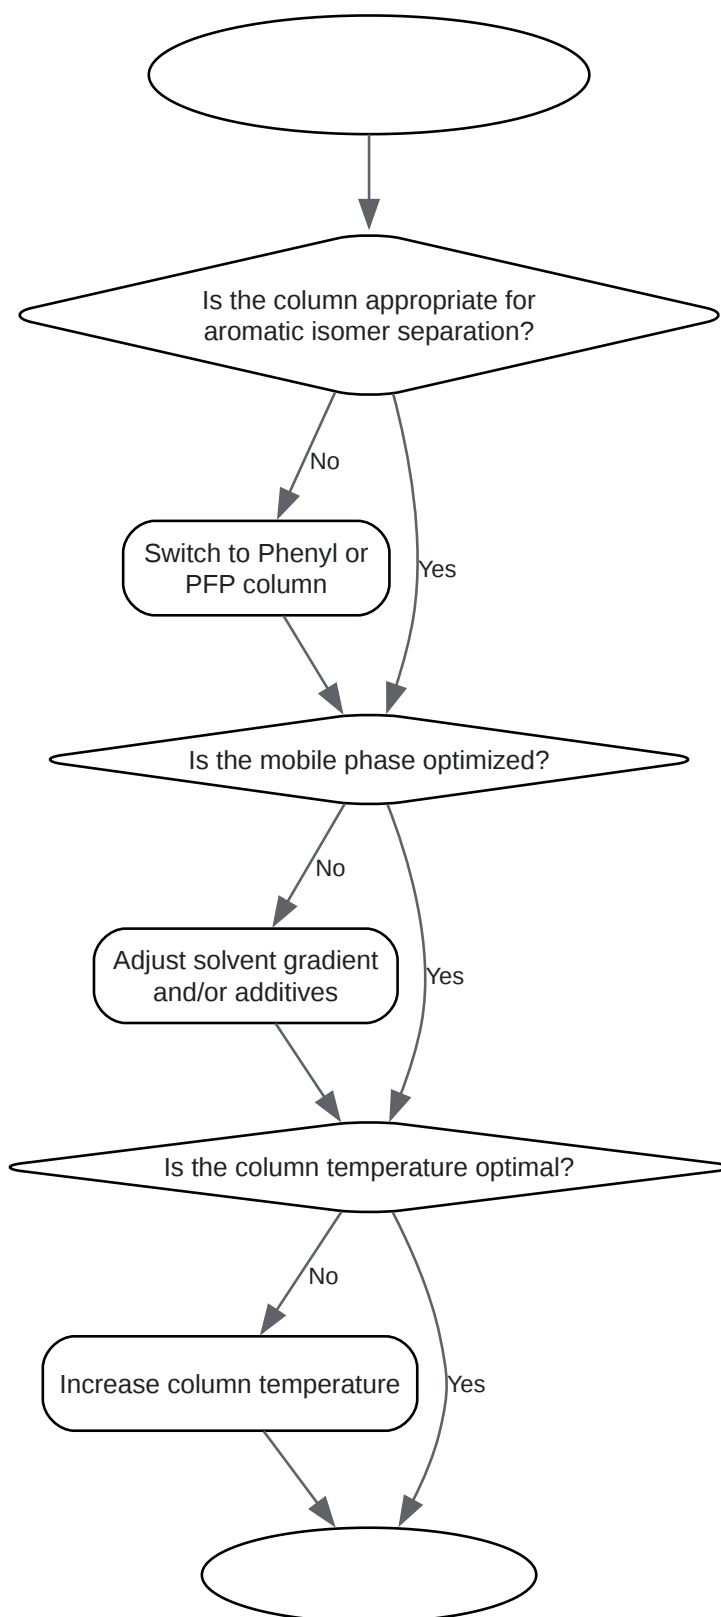 Is the column appropriate for
aromatic isomer separation?
No
Switch to Phenyl or
PFP column
Yes
Is the mobile phase optimized?
No
Adjust solvent gradient
and/or additives
Yes
Is the column temperature optimal?
No
Increase column temperature
Yes